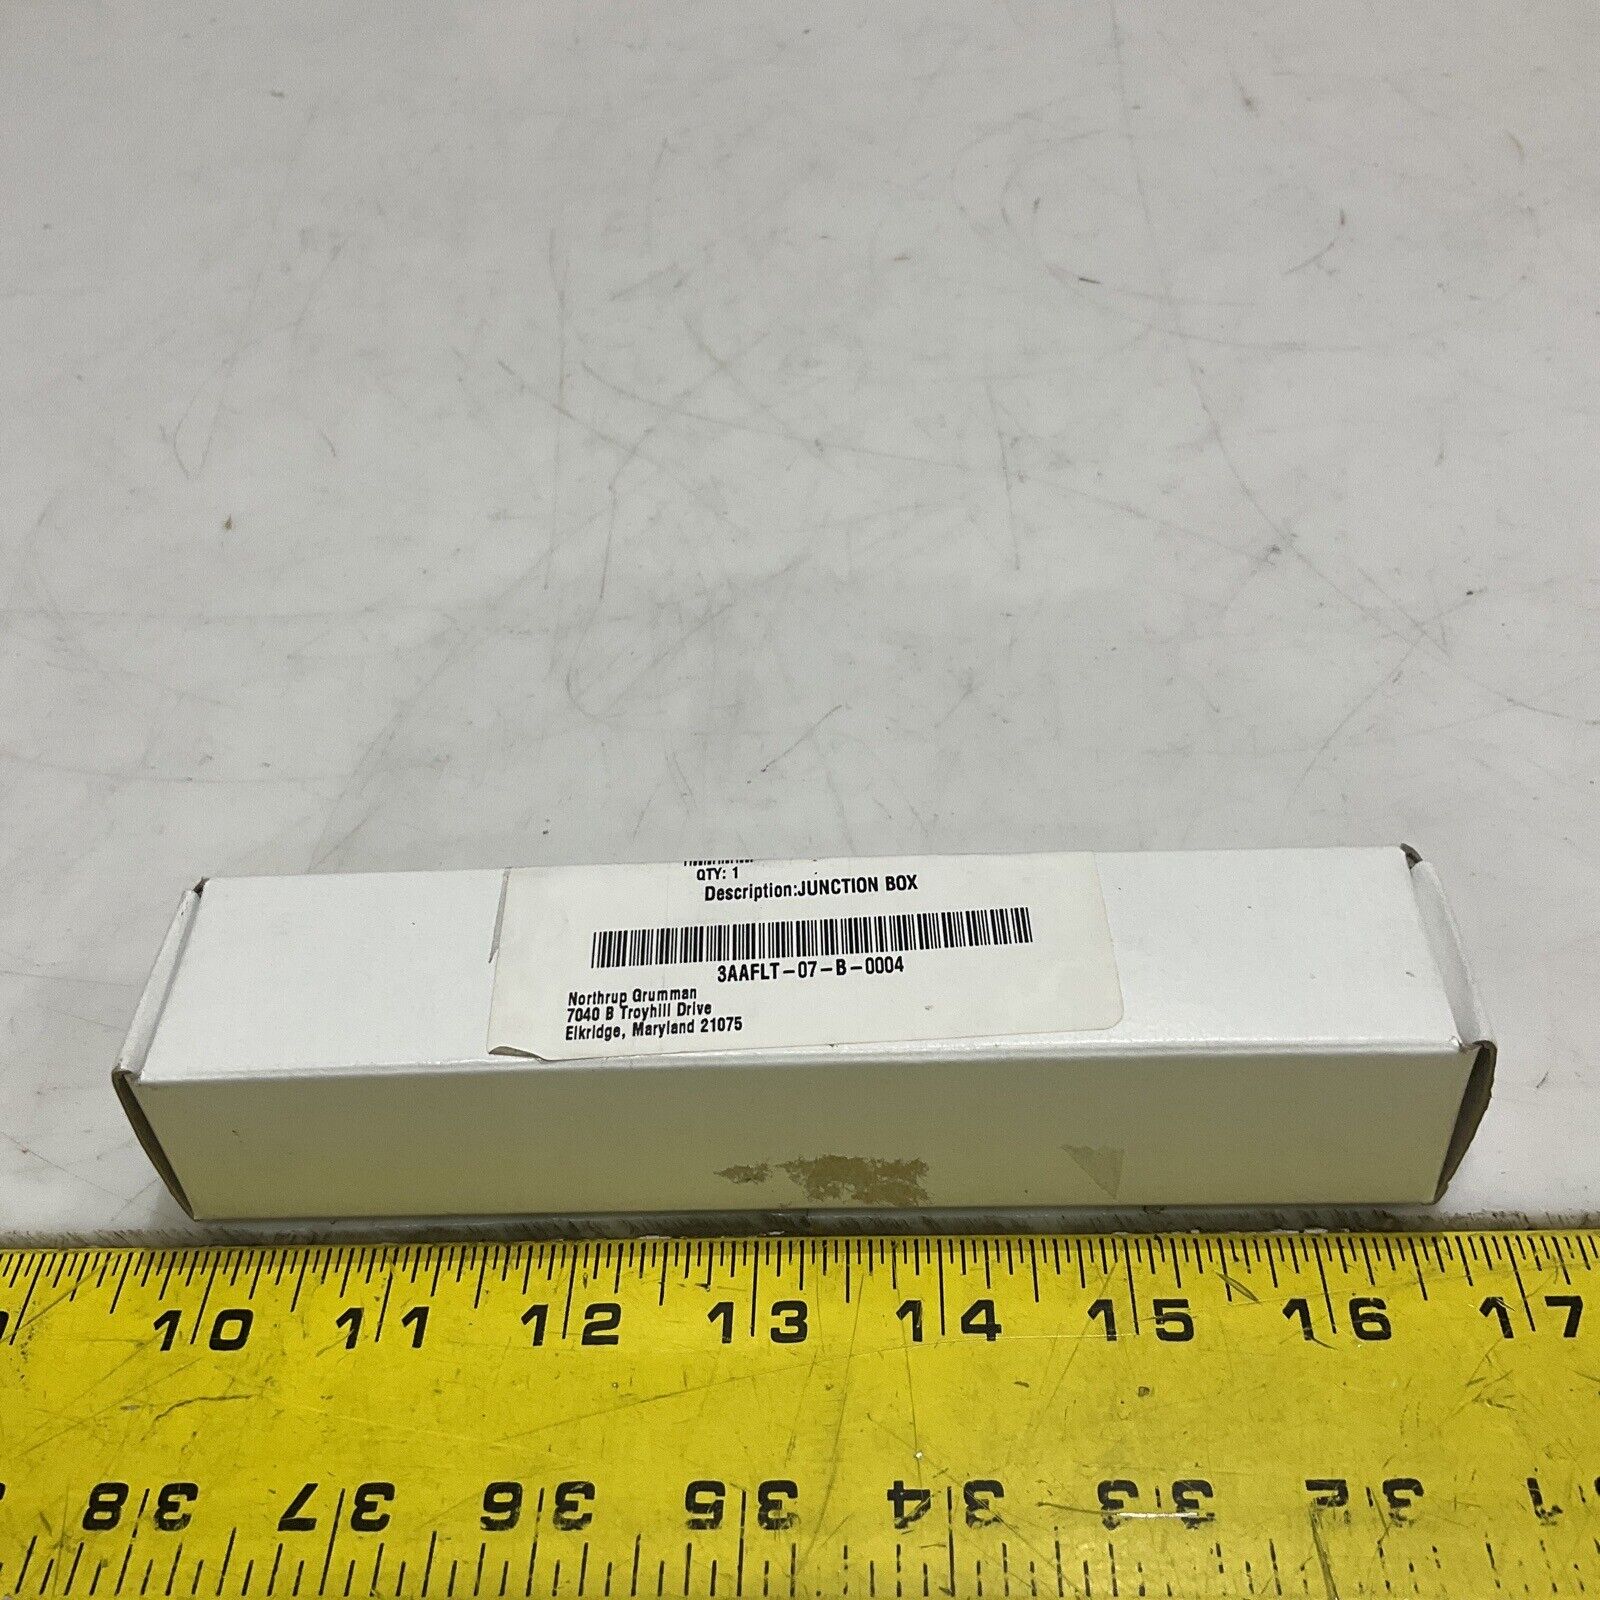 QTY: 1
Description:JUNCTION BOX
3AAFLT-07-B-0004
Northrup Grumman
7040 B Troyhill Drive
Elkridge, Maryland 21075
10 11 12 13 14 15 16 17
38 37 36 35 34 33 32 31